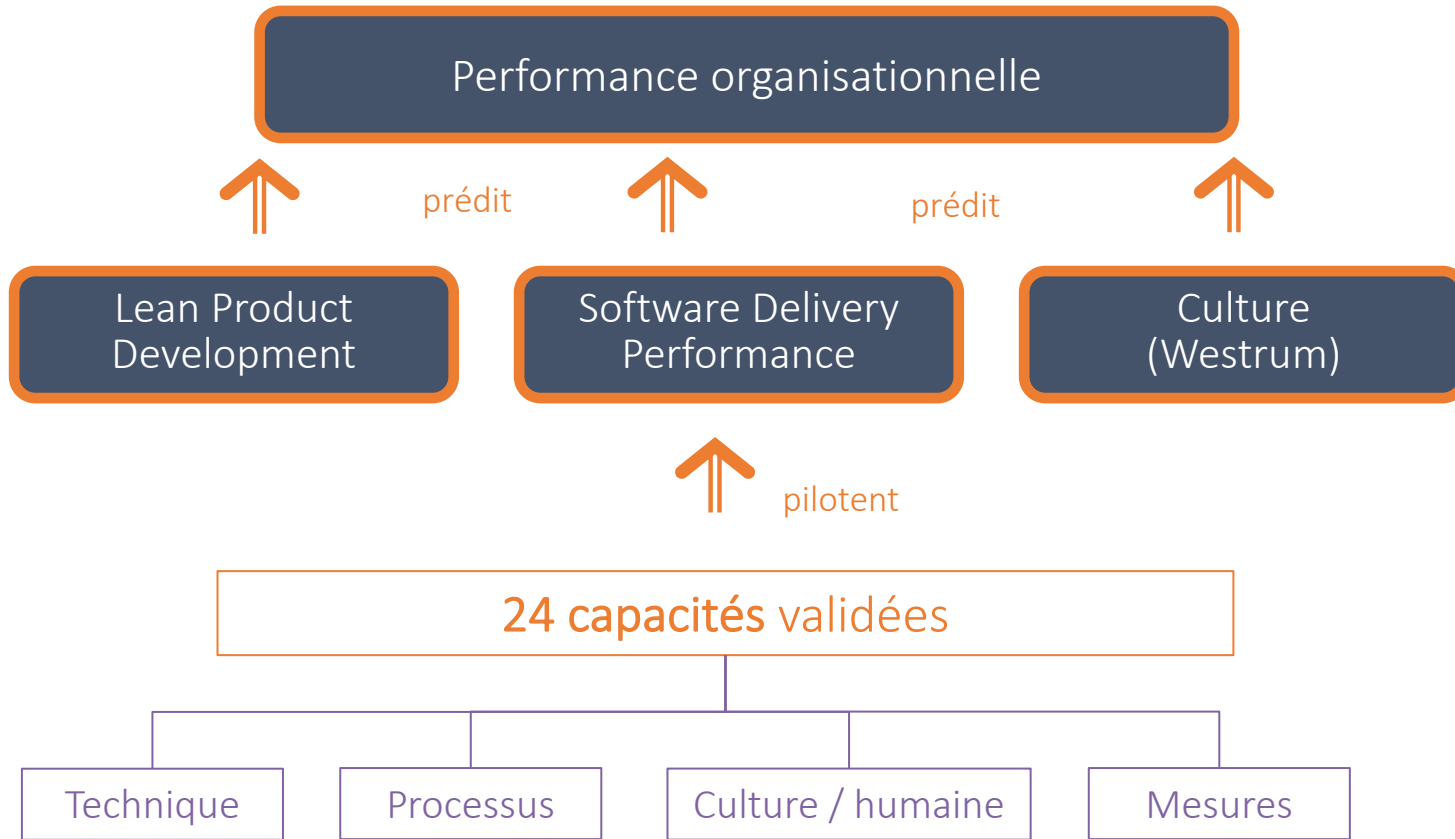 Performance organisationnelle
prédit
prédit
Lean Product
Development
Software Delivery
Performance
Culture
(Westrum)
pilotent
24 capacités validées
Technique
Processus
Culture / humaine
Mesures